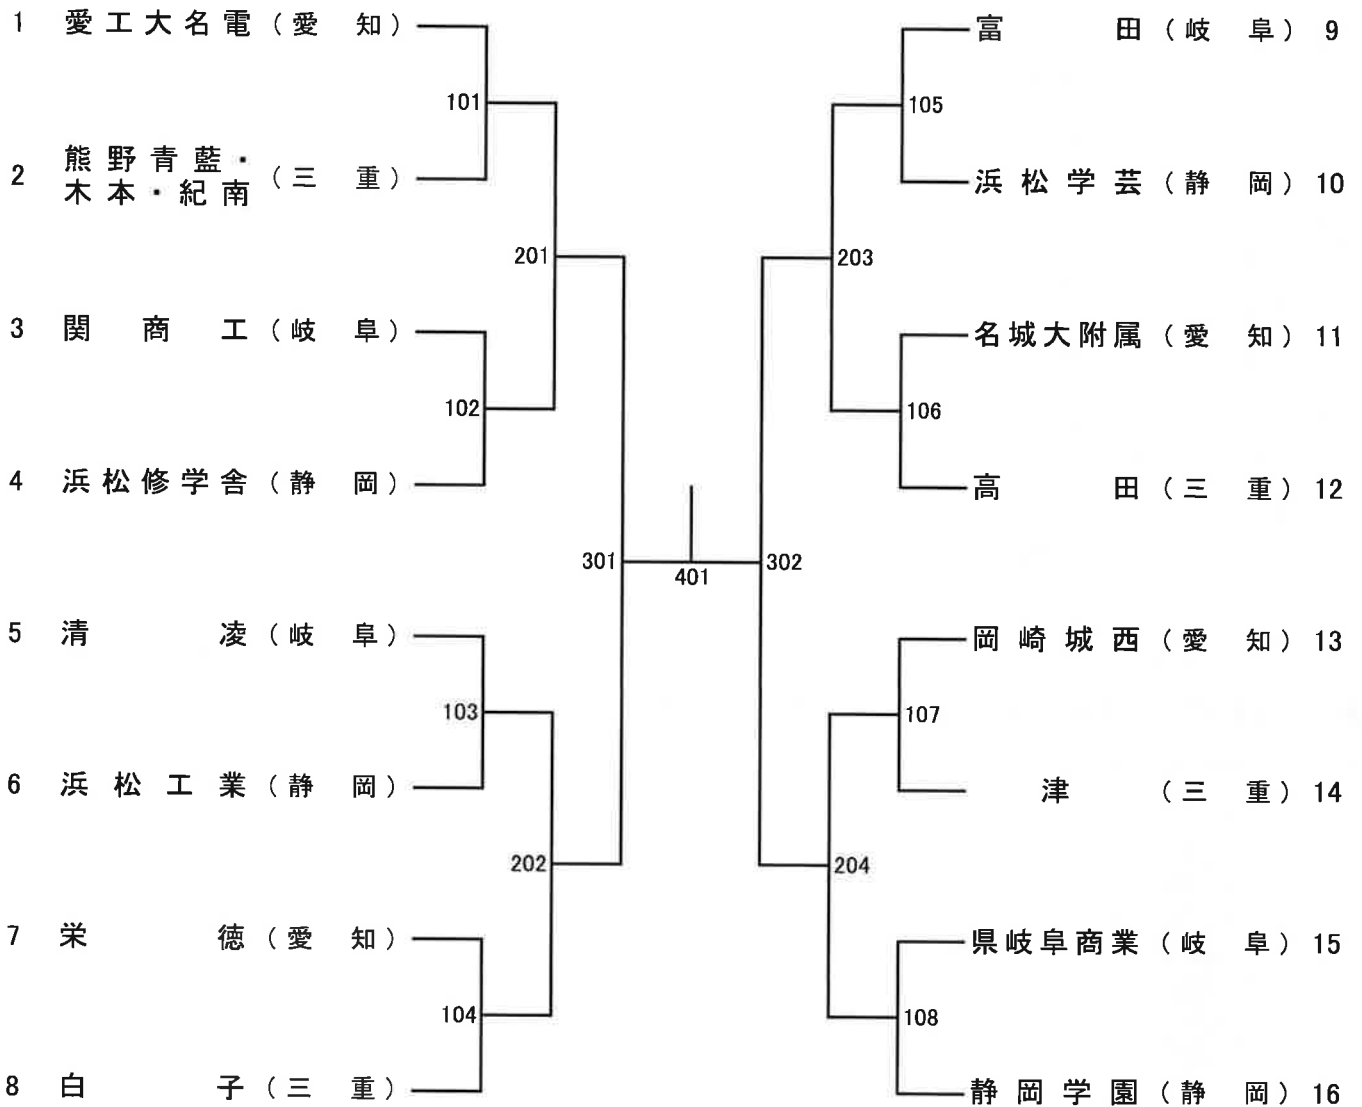 1 愛工大名電（愛知）
101
2 熊野青藍・
木本・紀南（三重）
201
3 関商工（岐阜）
102
4 浜松修学舎（静岡）
301
5 清凌（岐阜）
103
6 浜松工業（静岡）
202
7 栄徳（愛知）
104
8 白子（三重）
401
富田（岐阜）9
105
浜松学芸（静岡）10
203
名城大附属（愛知）11
106
高田（三重）12
302
岡崎城西（愛知）13
107
津（三重）14
204
県岐阜商業（岐阜）15
108
静岡学園（静岡）16